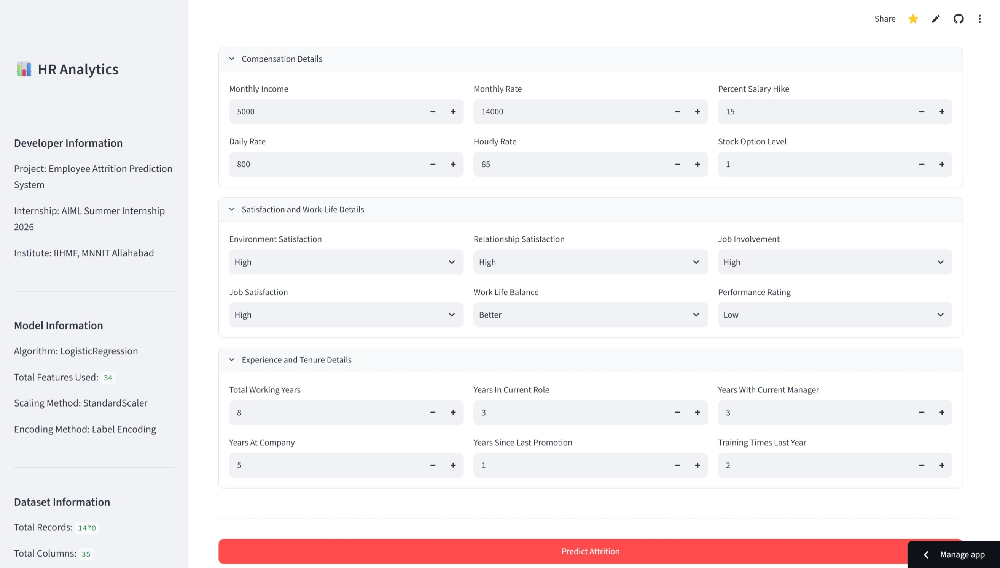 Share
HR Analytics
Developer Information
Project: Employee Attrition Prediction
System
Internship: AIML Summer Internship
2026
Institute: IIHMF, MNNIT Allahabad
Model Information
Algorithm: LogisticRegression
Total Features Used: 34
Scaling Method: StandardScaler
Encoding Method: Label Encoding
Dataset Information
Total Records: 1470
Total Columns: 35
Compensation Details
Monthly Income Monthly Rate Percent Salary Hike
5000 − + 14000 − + 15 − +
Daily Rate Hourly Rate Stock Option Level
800 − + 65 − + 1 − +
Satisfaction and Work-Life Details
Environment Satisfaction Relationship Satisfaction Job Involvement
High High High
Job Satisfaction Work Life Balance Performance Rating
High Better Low
Experience and Tenure Details
Total Working Years Years In Current Role Years With Current Manager
8 − + 3 − + 3 − +
Years At Company Years Since Last Promotion Training Times Last Year
5 − + 1 − + 2 − +
Predict Attrition
Manage app